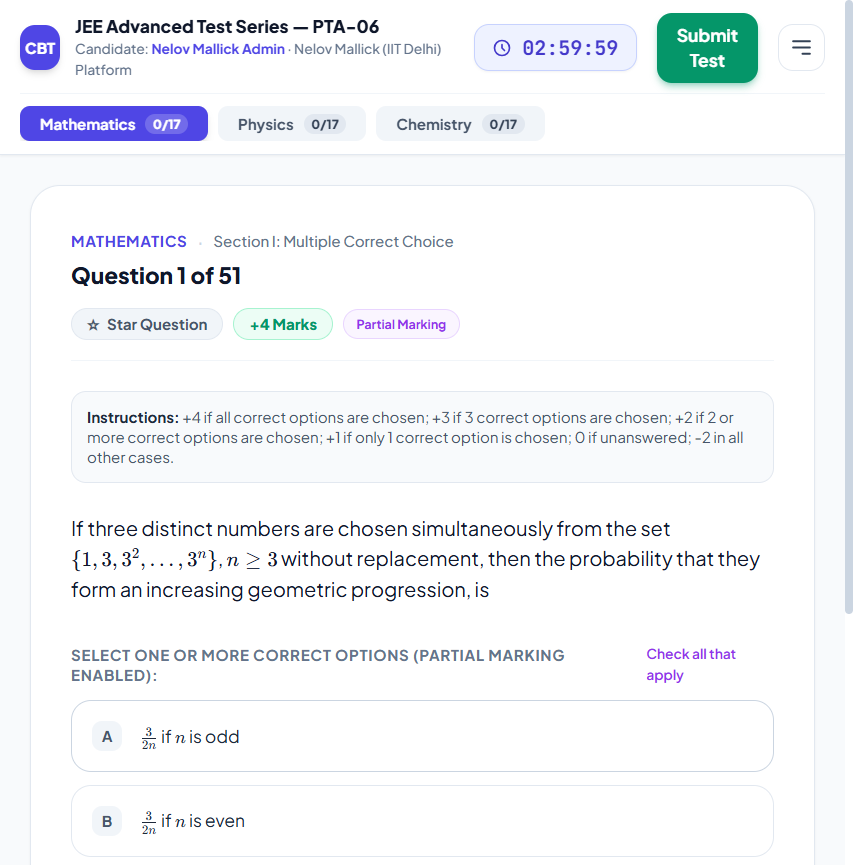 CBT
JEE Advanced Test Series — PTA-06
Candidate: Nelov Mallick Admin · Nelov Mallick (IIT Delhi)
Platform
02:59:59
Submit
Test
Mathematics 0/17
Physics 0/17
Chemistry 0/17
MATHEMATICS · Section I: Multiple Correct Choice
Question 1 of 51
☆ Star Question
+4 Marks
Partial Marking
Instructions: +4 if all correct options are chosen; +3 if 3 correct options are chosen; +2 if 2 or
more correct options are chosen; +1 if only 1 correct option is chosen; 0 if unanswered; -2 in all
other cases.
If three distinct numbers are chosen simultaneously from the set
{1, 3, 3², . . . , 3ⁿ}, n ≥ 3 without replacement, then the probability that they
form an increasing geometric progression, is
SELECT ONE OR MORE CORRECT OPTIONS (PARTIAL MARKING
ENABLED):
Check all that
apply
A 3/2n if n is odd
B 3/2n if n is even